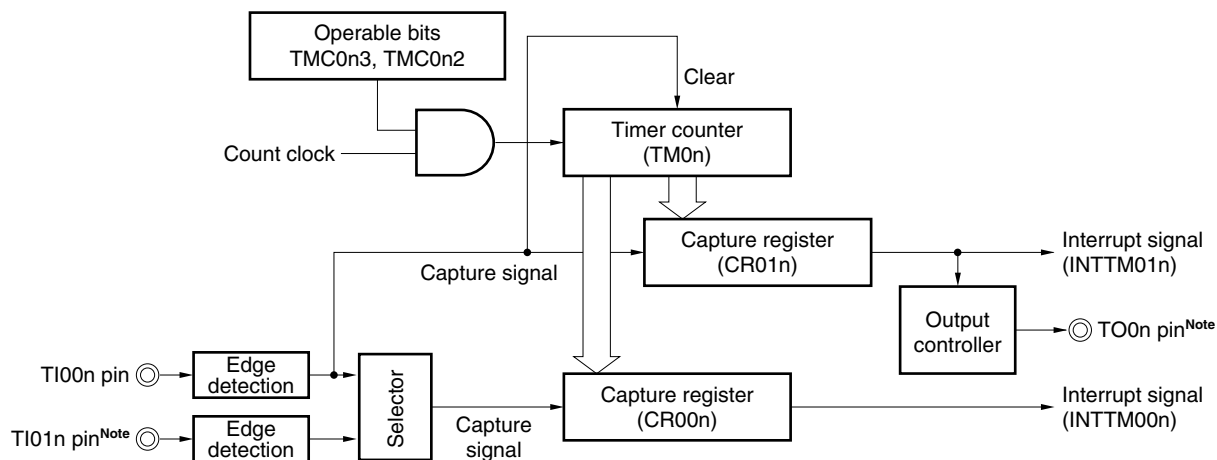 Operable bits
TMC0n3, TMC0n2
Clear
Timer counter
(TM0n)
Count clock
Capture register
(CR01n)
Interrupt signal
(INTTM01n)
Capture signal
Output
controller
TO0n pinNote
TI00n pin
Edge
detection
Selector
Capture register
(CR00n)
Interrupt signal
(INTTM00n)
TI01n pinNote
Edge
detection
Capture
signal